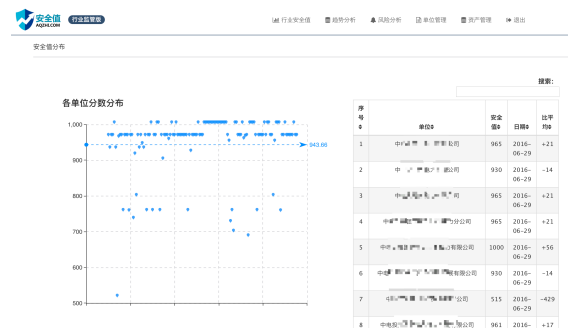 安全值 行业监管版
AQZHI.COM
行业安全值 趋势分析 风险分析 单位管理 资产管理 退出
安全值分布
搜索:
各单位分数分布
1,000
943.66
900
800
700
600
500
序号 单位 安全值 日期 比平均
1 965 2016-06-29 +21
2 930 2016-06-29 -14
3 965 2016-06-29 +21
4 分公司 965 2016-06-29 +21
5 有限公司 1000 2016-06-29 +56
6 有限公司 930 2016-06-29 -14
7 公司 515 2016-06-29 -429
8 限公司 961 2016- +17